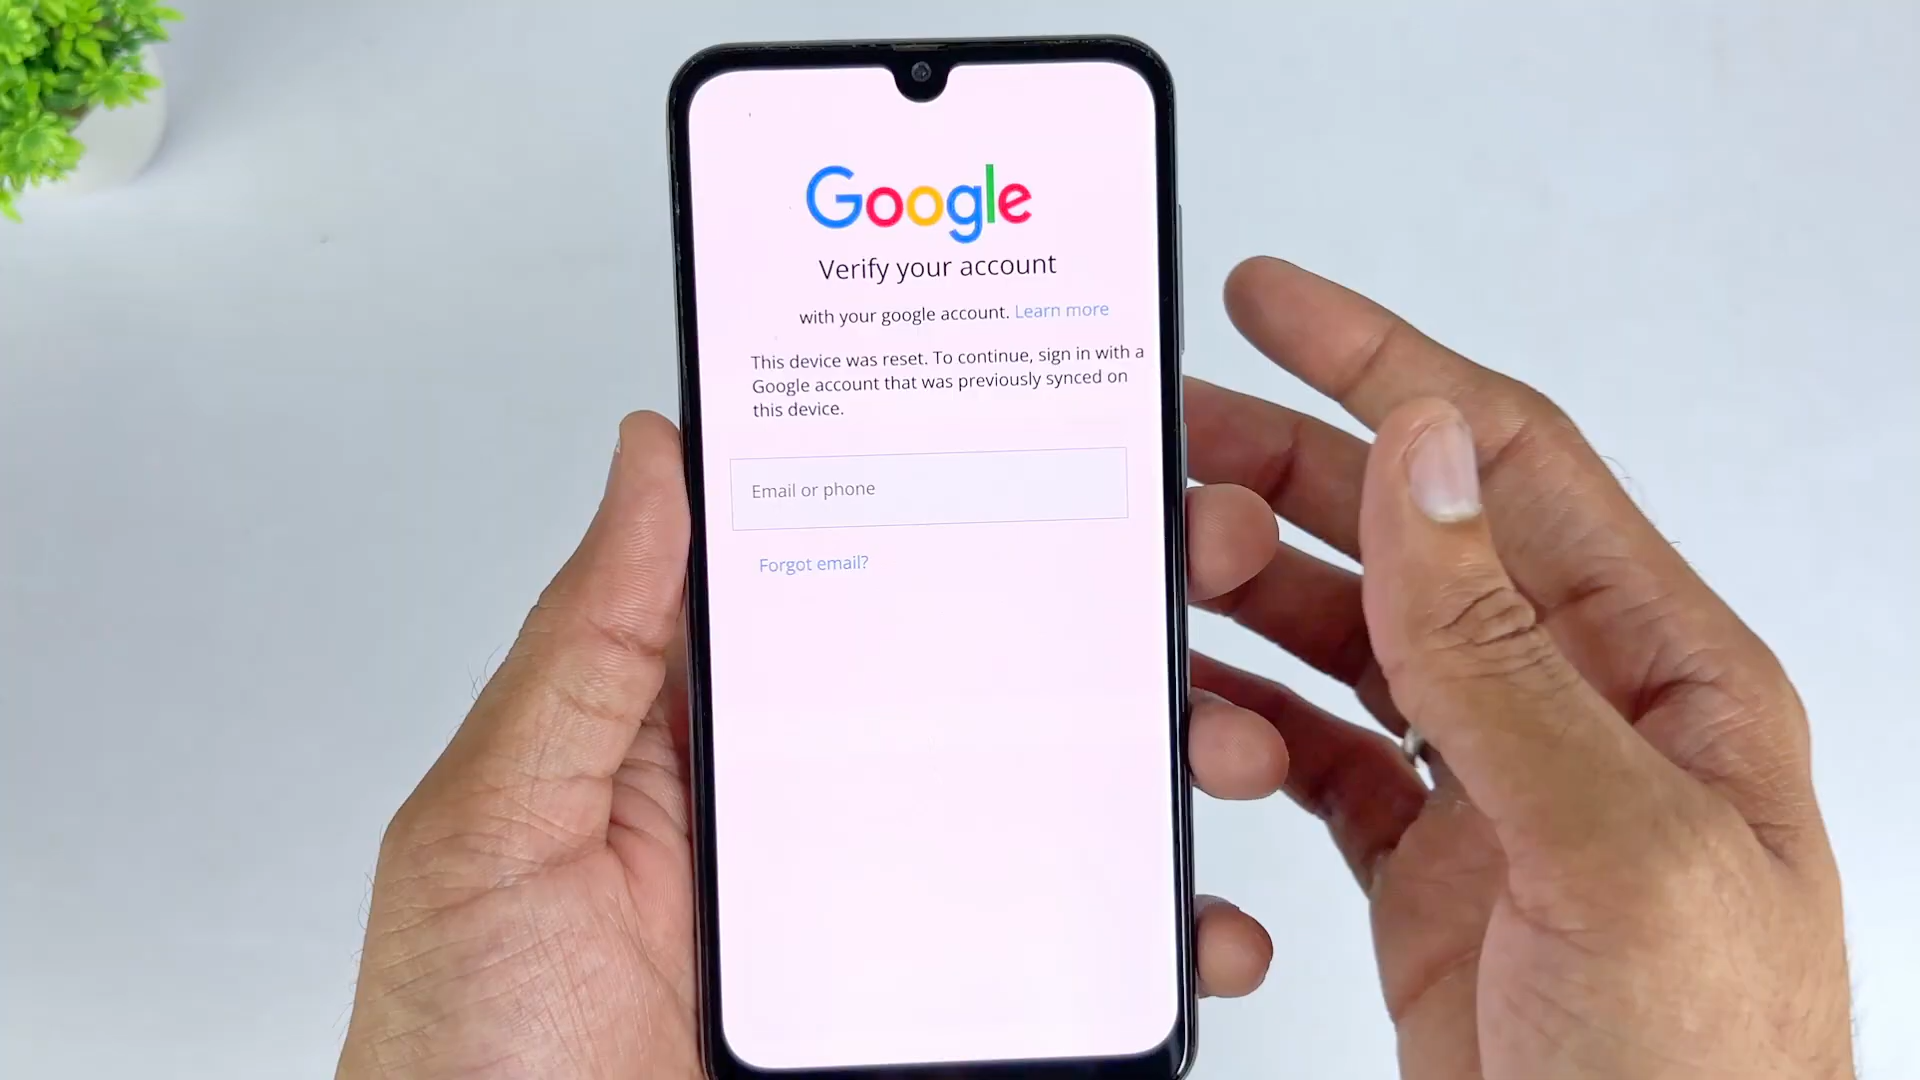 Google
Verify your account
with your google account. Learn more
This device was reset. To continue, sign in with a
Google account that was previously synced on
this device.
Email or phone
Forgot email?